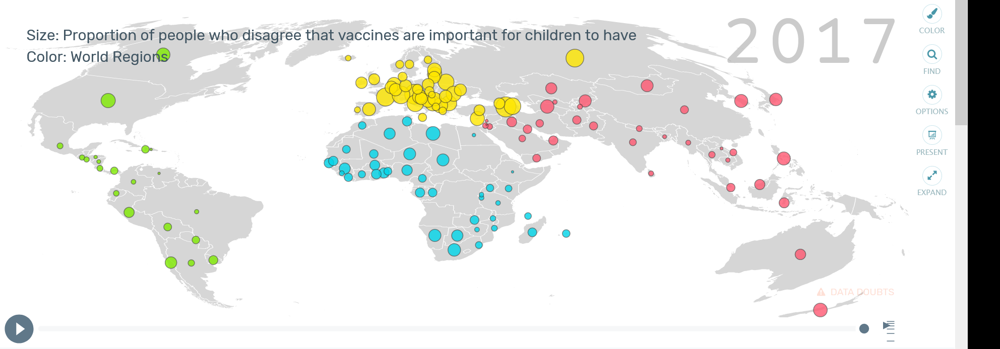 Size: Proportion of people who disagree that vaccines are important for children to have
Color: World Regions
2017
COLOR
FIND
OPTIONS
PRESENT
EXPAND
DATA DOUBTS